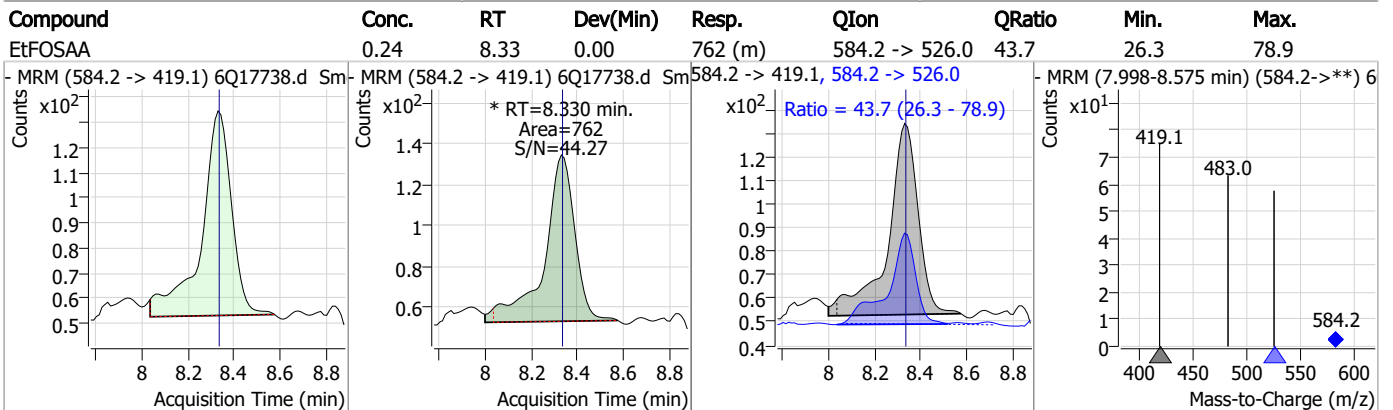 Compound Conc. RT Dev(Min) Resp. QIon QRatio Min. Max.
EtFOSAA 0.24 8.33 0.00 762 (m) 584.2 -> 526.0 43.7 26.3 78.9
- MRM (584.2 -> 419.1) 6Q17738.d Sm
Counts
x10²
1.2
1.1
1
0.9
0.8
0.7
0.6
0.5
8 8.2 8.4 8.6 8.8
Acquisition Time (min)
- MRM (584.2 -> 419.1) 6Q17738.d Sm
Counts
x10²
* RT=8.330 min.
Area=762
S/N=44.27
1.4
1.2
1
0.8
0.6
8 8.2 8.4 8.6 8.8
Acquisition Time (min)
584.2 -> 419.1, 584.2 -> 526.0
Counts
x10²
Ratio = 43.7 (26.3 - 78.9)
1.2
1.1
1
0.9
0.8
0.7
0.6
0.5
0.4
8 8.2 8.4 8.6 8.8
Acquisition Time (min)
- MRM (7.998-8.575 min) (584.2->**) 6
Counts
x10¹
419.1
483.0
584.2
7
6
5
4
3
2
1
0
400 450 500 550 600
Mass-to-Charge (m/z)